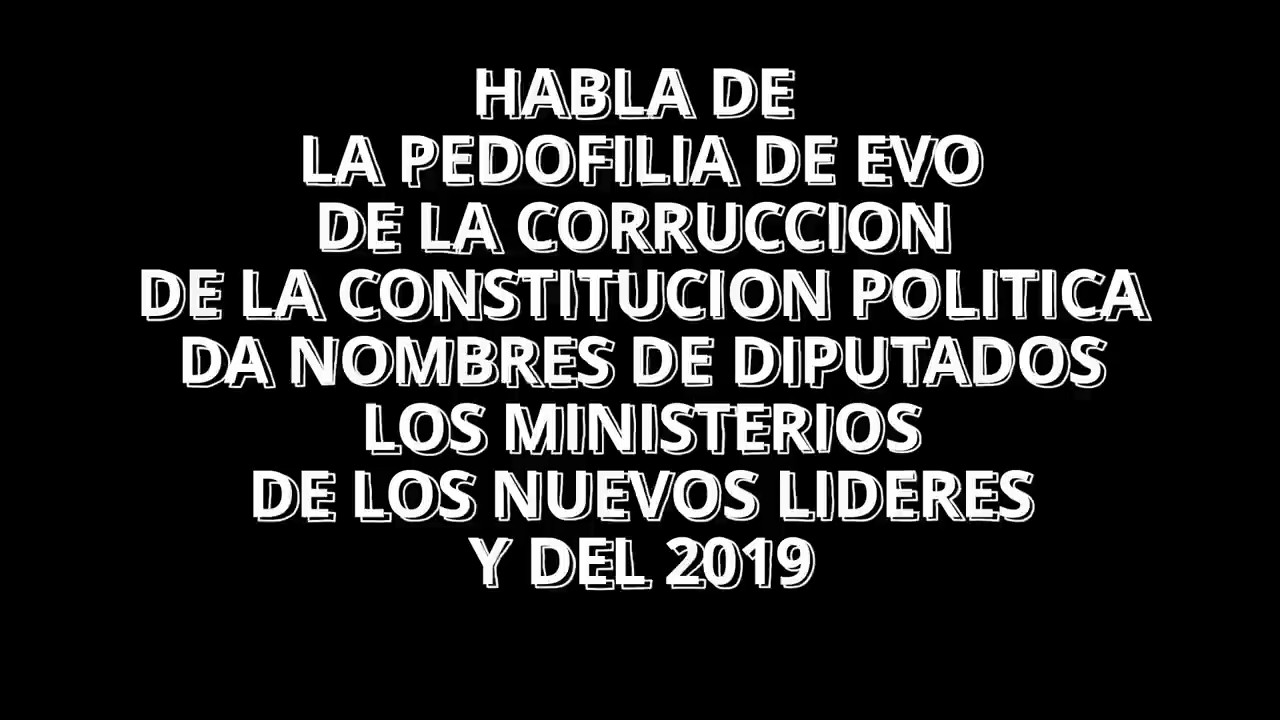 HABLA DE
LA PEDOFILIA DE EVO
DE LA CORRUCCION
DE LA CONSTITUCION POLITICA
DA NOMBRES DE DIPUTADOS
LOS MINISTERIOS
DE LOS NUEVOS LIDERES
Y DEL 2019